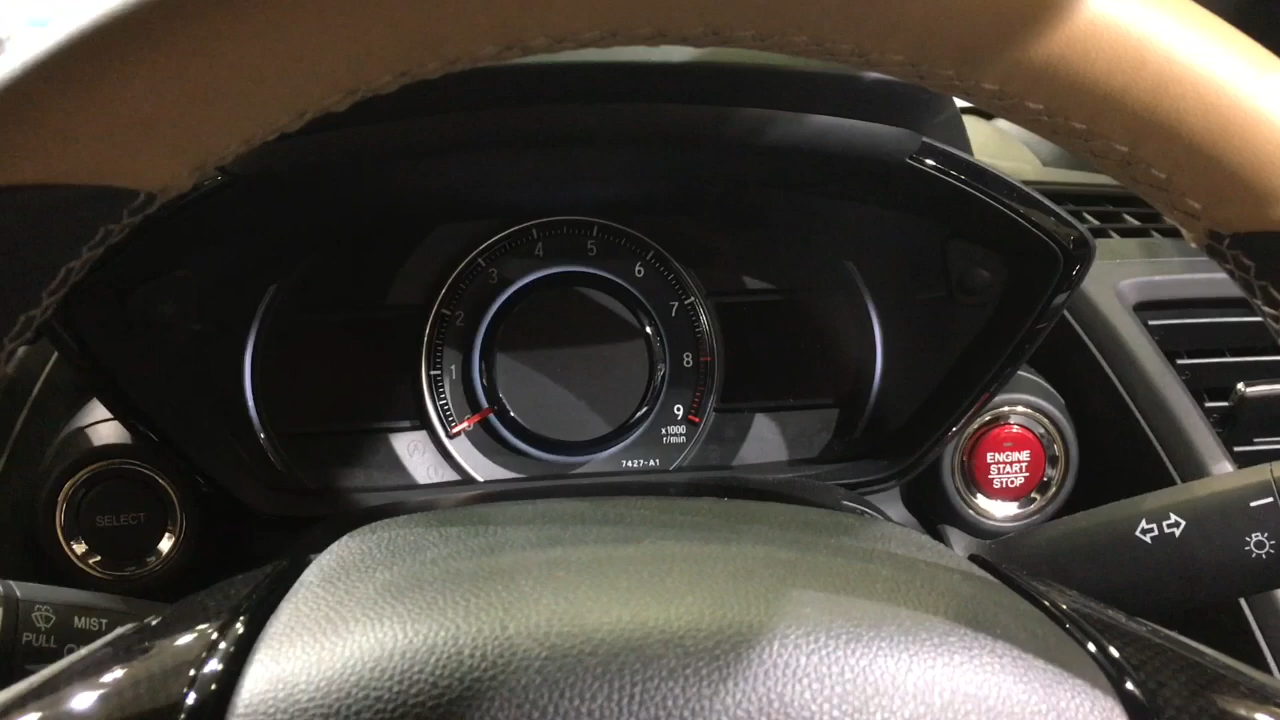 4 5
3 6
2 7
1 8
0 9
x1000
r/min
7427-A1
ENGINE
START
STOP
SELECT
MIST
PULL